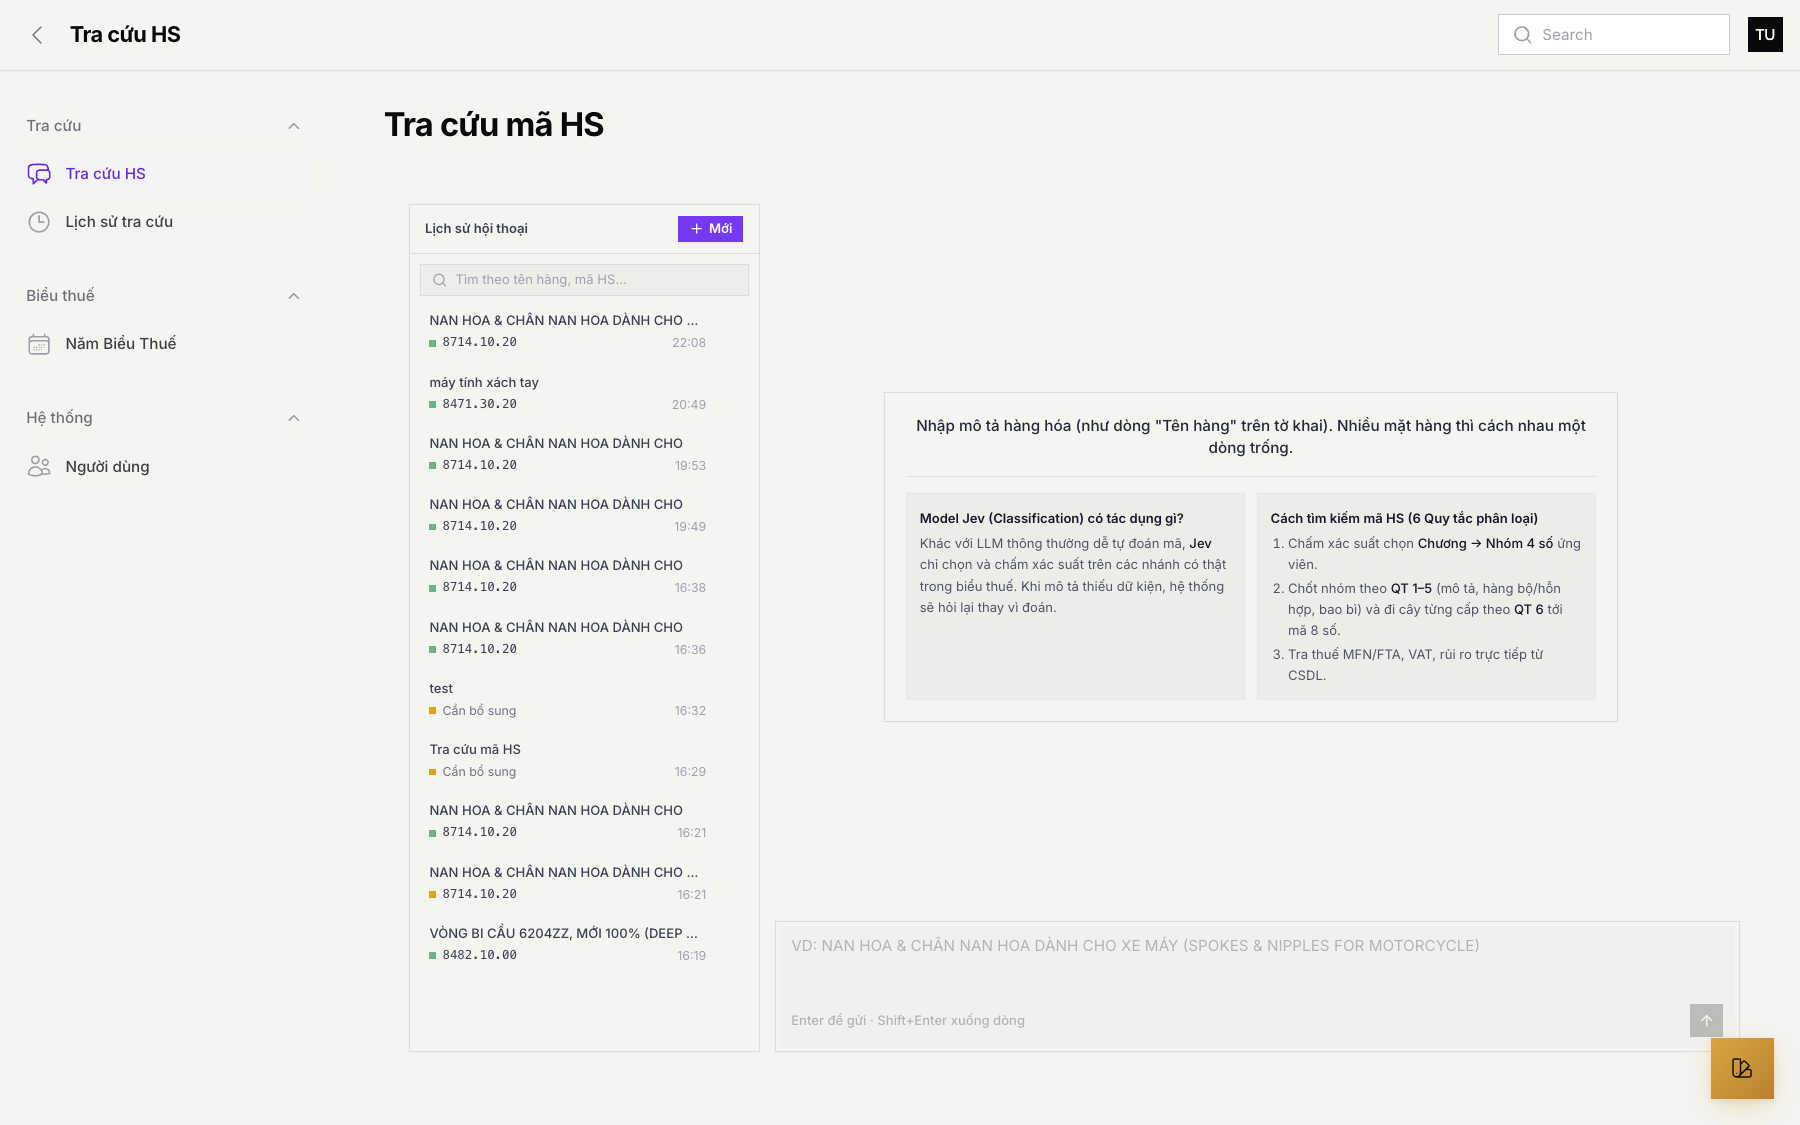 Tra cứu HS
Search
TU
Tra cứu
Tra cứu HS
Lịch sử tra cứu
Biểu thuế
Năm Biểu Thuế
Hệ thống
Người dùng
Tra cứu mã HS
Lịch sử hội thoại
+ Mới
Tìm theo tên hàng, mã HS...
NAN HOA & CHÂN NAN HOA DÀNH CHO ...
8714.10.20 22:08
máy tính xách tay
8471.30.20 20:49
NAN HOA & CHÂN NAN HOA DÀNH CHO
8714.10.20 19:53
NAN HOA & CHÂN NAN HOA DÀNH CHO
8714.10.20 19:49
NAN HOA & CHÂN NAN HOA DÀNH CHO
8714.10.20 16:38
NAN HOA & CHÂN NAN HOA DÀNH CHO
8714.10.20 16:36
test
Cần bổ sung 16:32
Tra cứu mã HS
Cần bổ sung 16:29
NAN HOA & CHÂN NAN HOA DÀNH CHO
8714.10.20 16:21
NAN HOA & CHÂN NAN HOA DÀNH CHO ...
8714.10.20 16:21
VÒNG BI CẦU 6204ZZ, MỚI 100% (DEEP ...
8482.10.00 16:19
Nhập mô tả hàng hóa (như dòng "Tên hàng" trên tờ khai). Nhiều mặt hàng thì cách nhau một
dòng trống.
Model Jev (Classification) có tác dụng gì?
Khác với LLM thông thường dễ tự đoán mã, Jev
chỉ chọn và chấm xác suất trên các nhánh có thật
trong biểu thuế. Khi mô tả thiếu dữ kiện, hệ thống
sẽ hỏi lại thay vì đoán.
Cách tìm kiếm mã HS (6 Quy tắc phân loại)
1. Chấm xác suất chọn Chương → Nhóm 4 số ứng
viên.
2. Chốt nhóm theo QT 1–5 (mô tả, hàng bộ/hỗn
hợp, bao bì) và đi cây từng cấp theo QT 6 tới
mã 8 số.
3. Tra thuế MFN/FTA, VAT, rủi ro trực tiếp từ
CSDL.
VD: NAN HOA & CHÂN NAN HOA DÀNH CHO XE MÁY (SPOKES & NIPPLES FOR MOTORCYCLE)
Enter để gửi · Shift+Enter xuống dòng